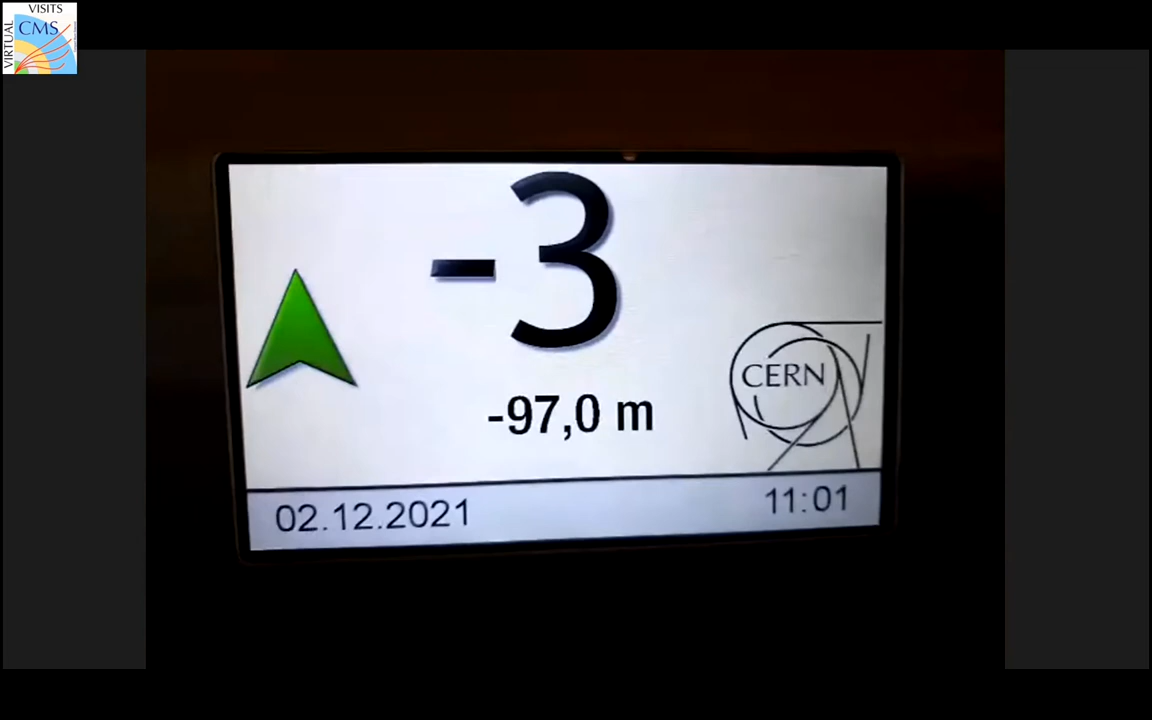 VISITS
VIRTUAL
CMS
-3
-97,0 m
CERN
02.12.2021
11:01